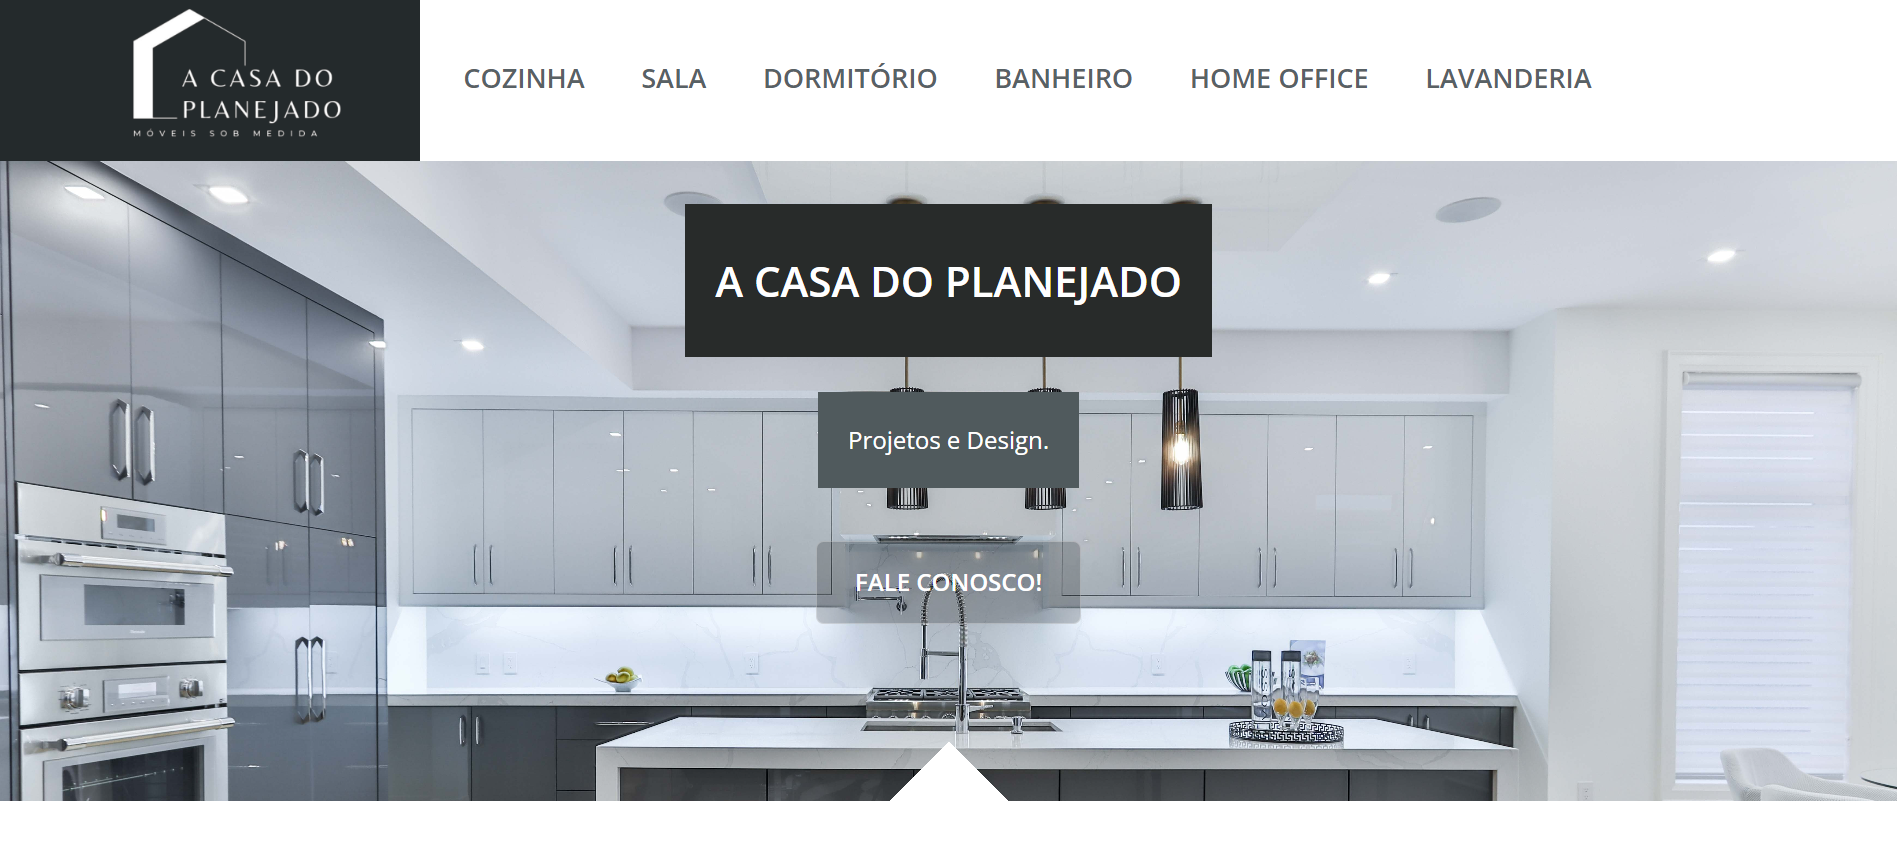 A CASA DO
PLANEJADO
MÓVEIS SOB MEDIDA
COZINHA SALA DORMITÓRIO BANHEIRO HOME OFFICE LAVANDERIA
A CASA DO PLANEJADO
Projetos e Design.
FALE CONOSCO!